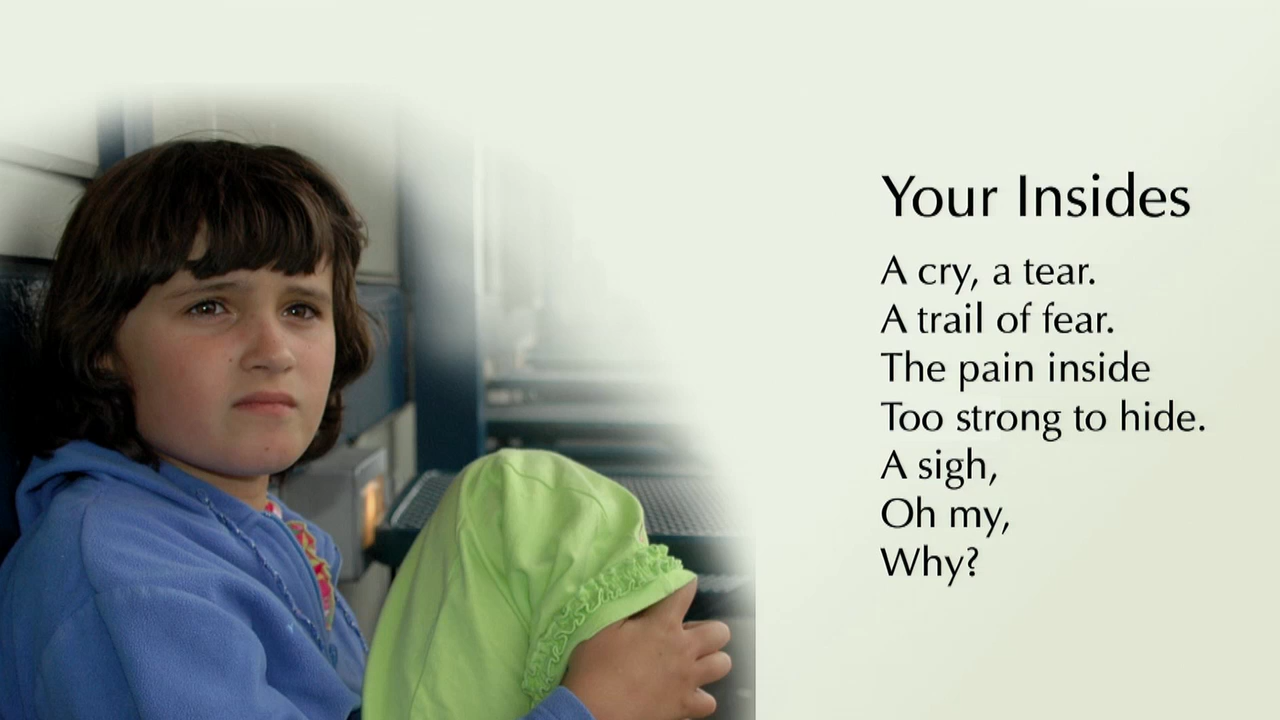 Your Insides
A cry, a tear.
A trail of fear.
The pain inside
Too strong to hide.
A sigh,
Oh my,
Why?